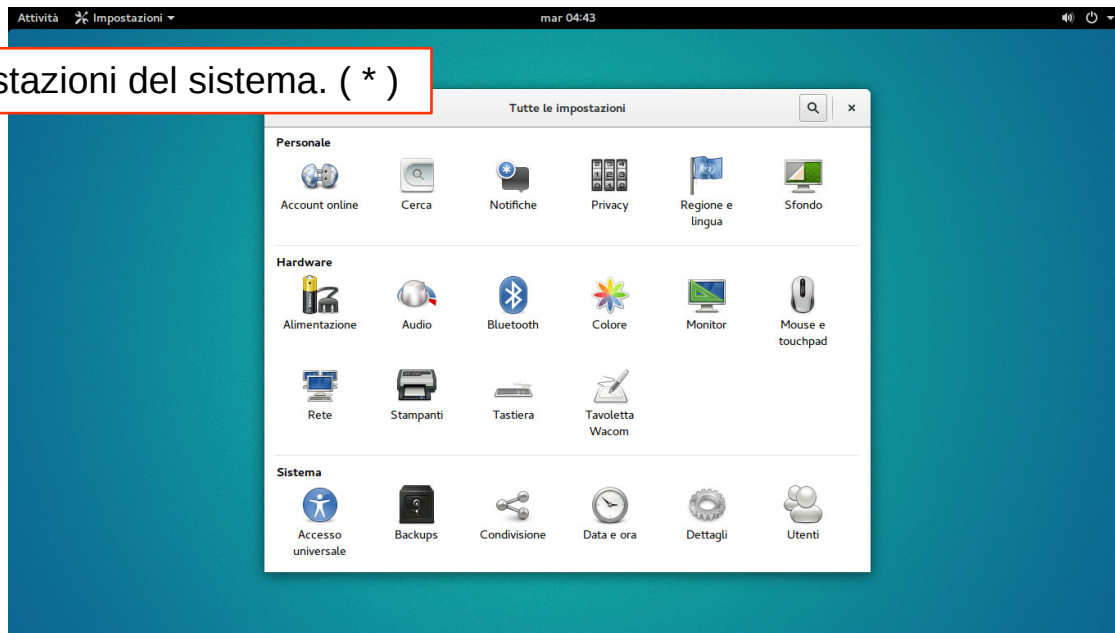 Attività Impostazioni mar 04:43
stazioni del sistema. ( * )
Tutte le impostazioni
Personale
Account online Cerca Notifiche Privacy Regione e lingua Sfondo
Hardware
Alimentazione Audio Bluetooth Colore Monitor Mouse e touchpad
Rete Stampanti Tastiera Tavoletta Wacom
Sistema
Accesso universale Backups Condivisione Data e ora Dettagli Utenti